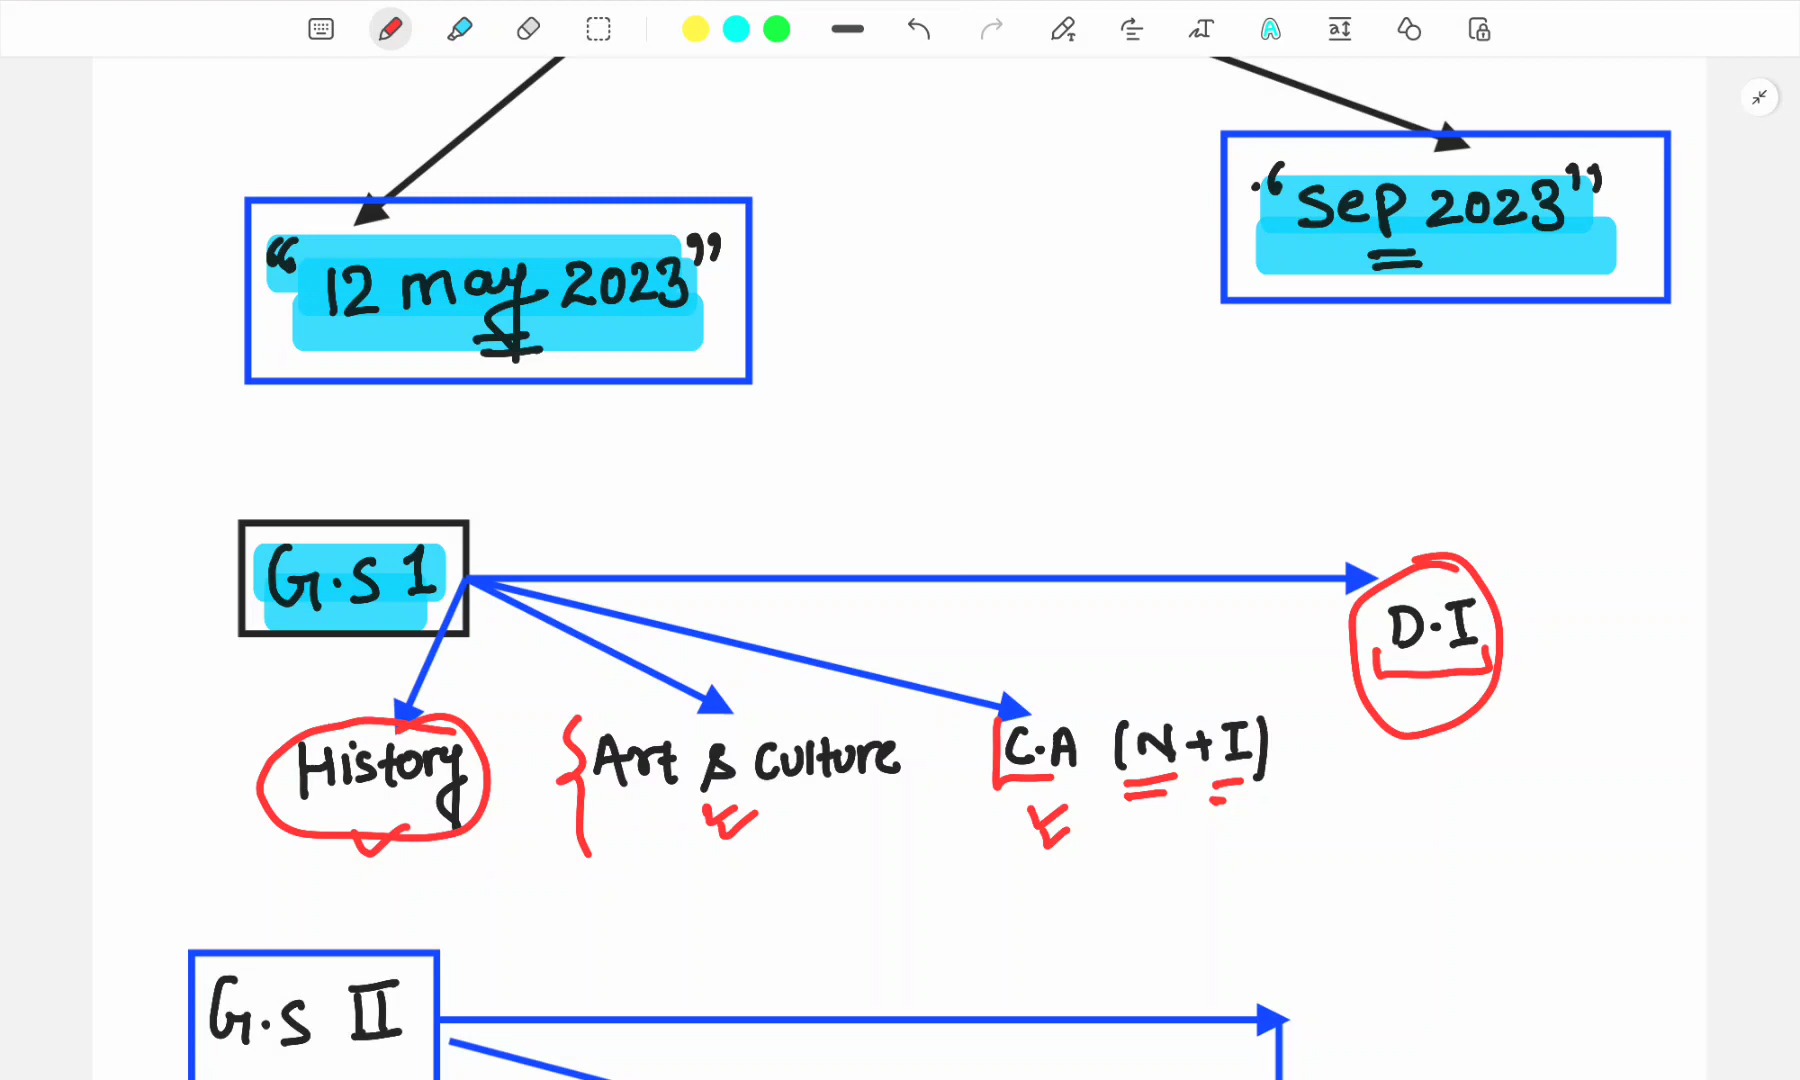 “12 may 2023”
“Sep 2023”
G.S 1
D.I
History
Art & Culture
C.A (N+I)
G.S II